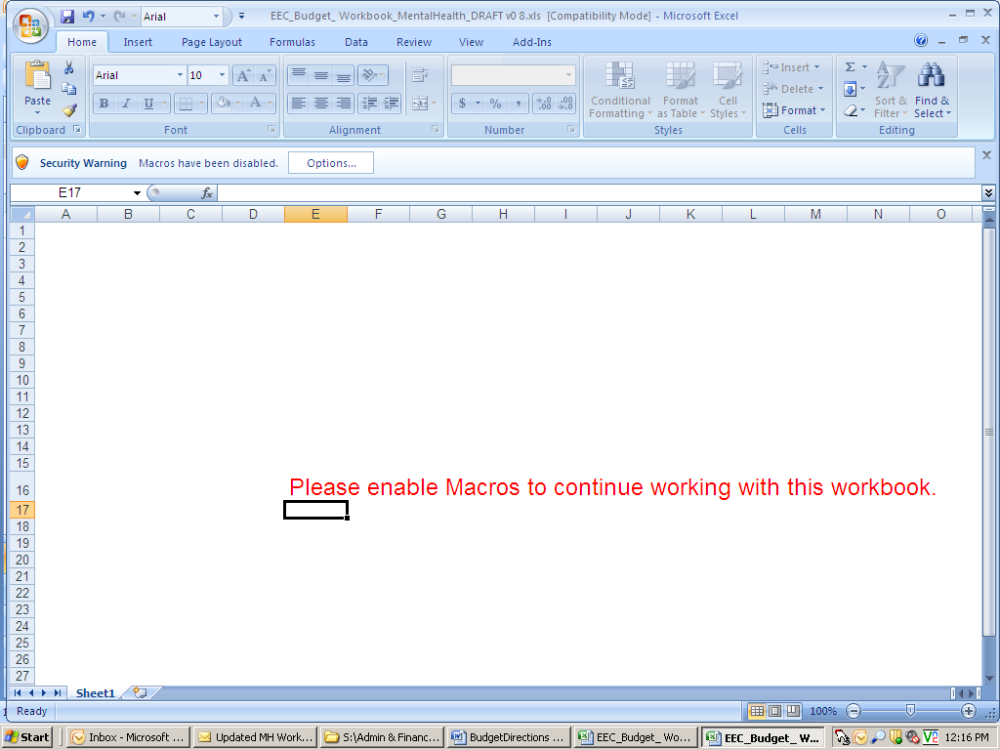 EEC_Budget_ Workbook_MentalHealth_DRAFT v0 8.xls [Compatibility Mode] - Microsoft Excel
Arial
Home Insert Page Layout Formulas Data Review View Add-Ins
Paste
Arial 10
B I U A
$ % ,
Conditional Formatting
Format as Table
Cell Styles
Insert
Delete
Format
Σ
Sort & Filter
Find & Select
Clipboard Font Alignment Number Styles Cells Editing
Security Warning Macros have been disabled. Options...
E17 fx
A B C D E F G H I J K L M N O
1
2
3
4
5
6
7
8
9
10
11
12
13
14
15
16 Please enable Macros to continue working with this workbook.
17
18
19
20
21
22
23
24
25
26
27
Sheet1
Ready 100%
Start Inbox - Microsoft ... Updated MH Work... S:\Admin & Financ... BudgetDirections ... EEC_Budget_ Wo... EEC_Budget_ W... 12:16 PM